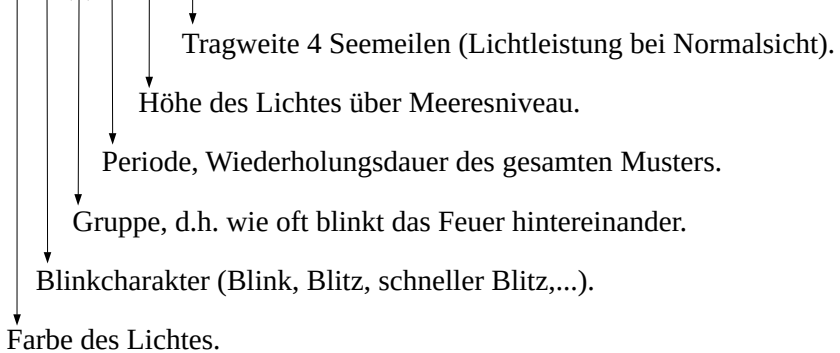 Tragweite 4 Seemeilen (Lichtleistung bei Normalsicht).
Höhe des Lichtes über Meeresniveau.
Periode, Wiederholungsdauer des gesamten Musters.
Gruppe, d.h. wie oft blinkt das Feuer hintereinander.
Blinkcharakter (Blink, Blitz, schneller Blitz,...).
Farbe des Lichtes.